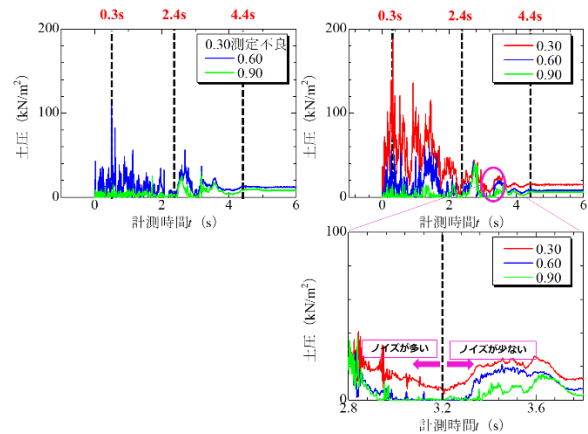 0.3s 2.4s 4.4s
200
100
0
0 2 4 6
土圧 (kN/m²)
計測時間t (s)
0.30測定不良
0.60
0.90
0.3s 2.4s 4.4s
200
100
0
0 2 4 6
土圧 (kN/m²)
計測時間t (s)
0.30
0.60
0.90
100
0
2.8 3.2 3.6
土圧 (kN/m²)
計測時間t (s)
0.30
0.60
0.90
ノイズが多い ノイズが少ない